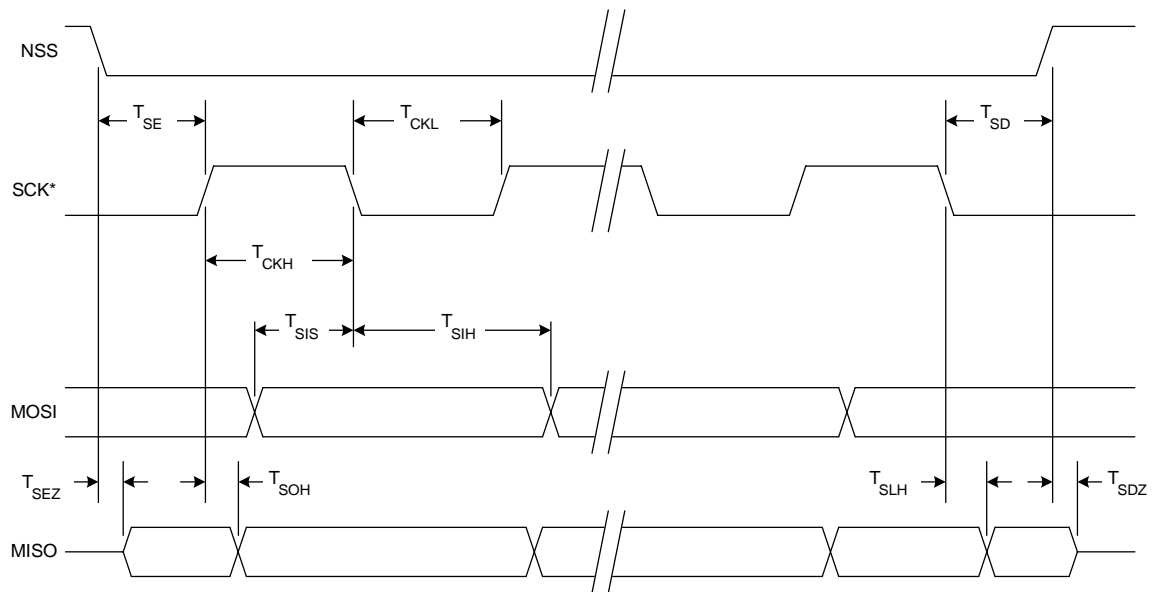 NSS
T_SE
T_CKL
T_SD
SCK*
T_CKH
T_SIS
T_SIH
MOSI
T_SEZ
T_SOH
T_SLH
T_SDZ
MISO